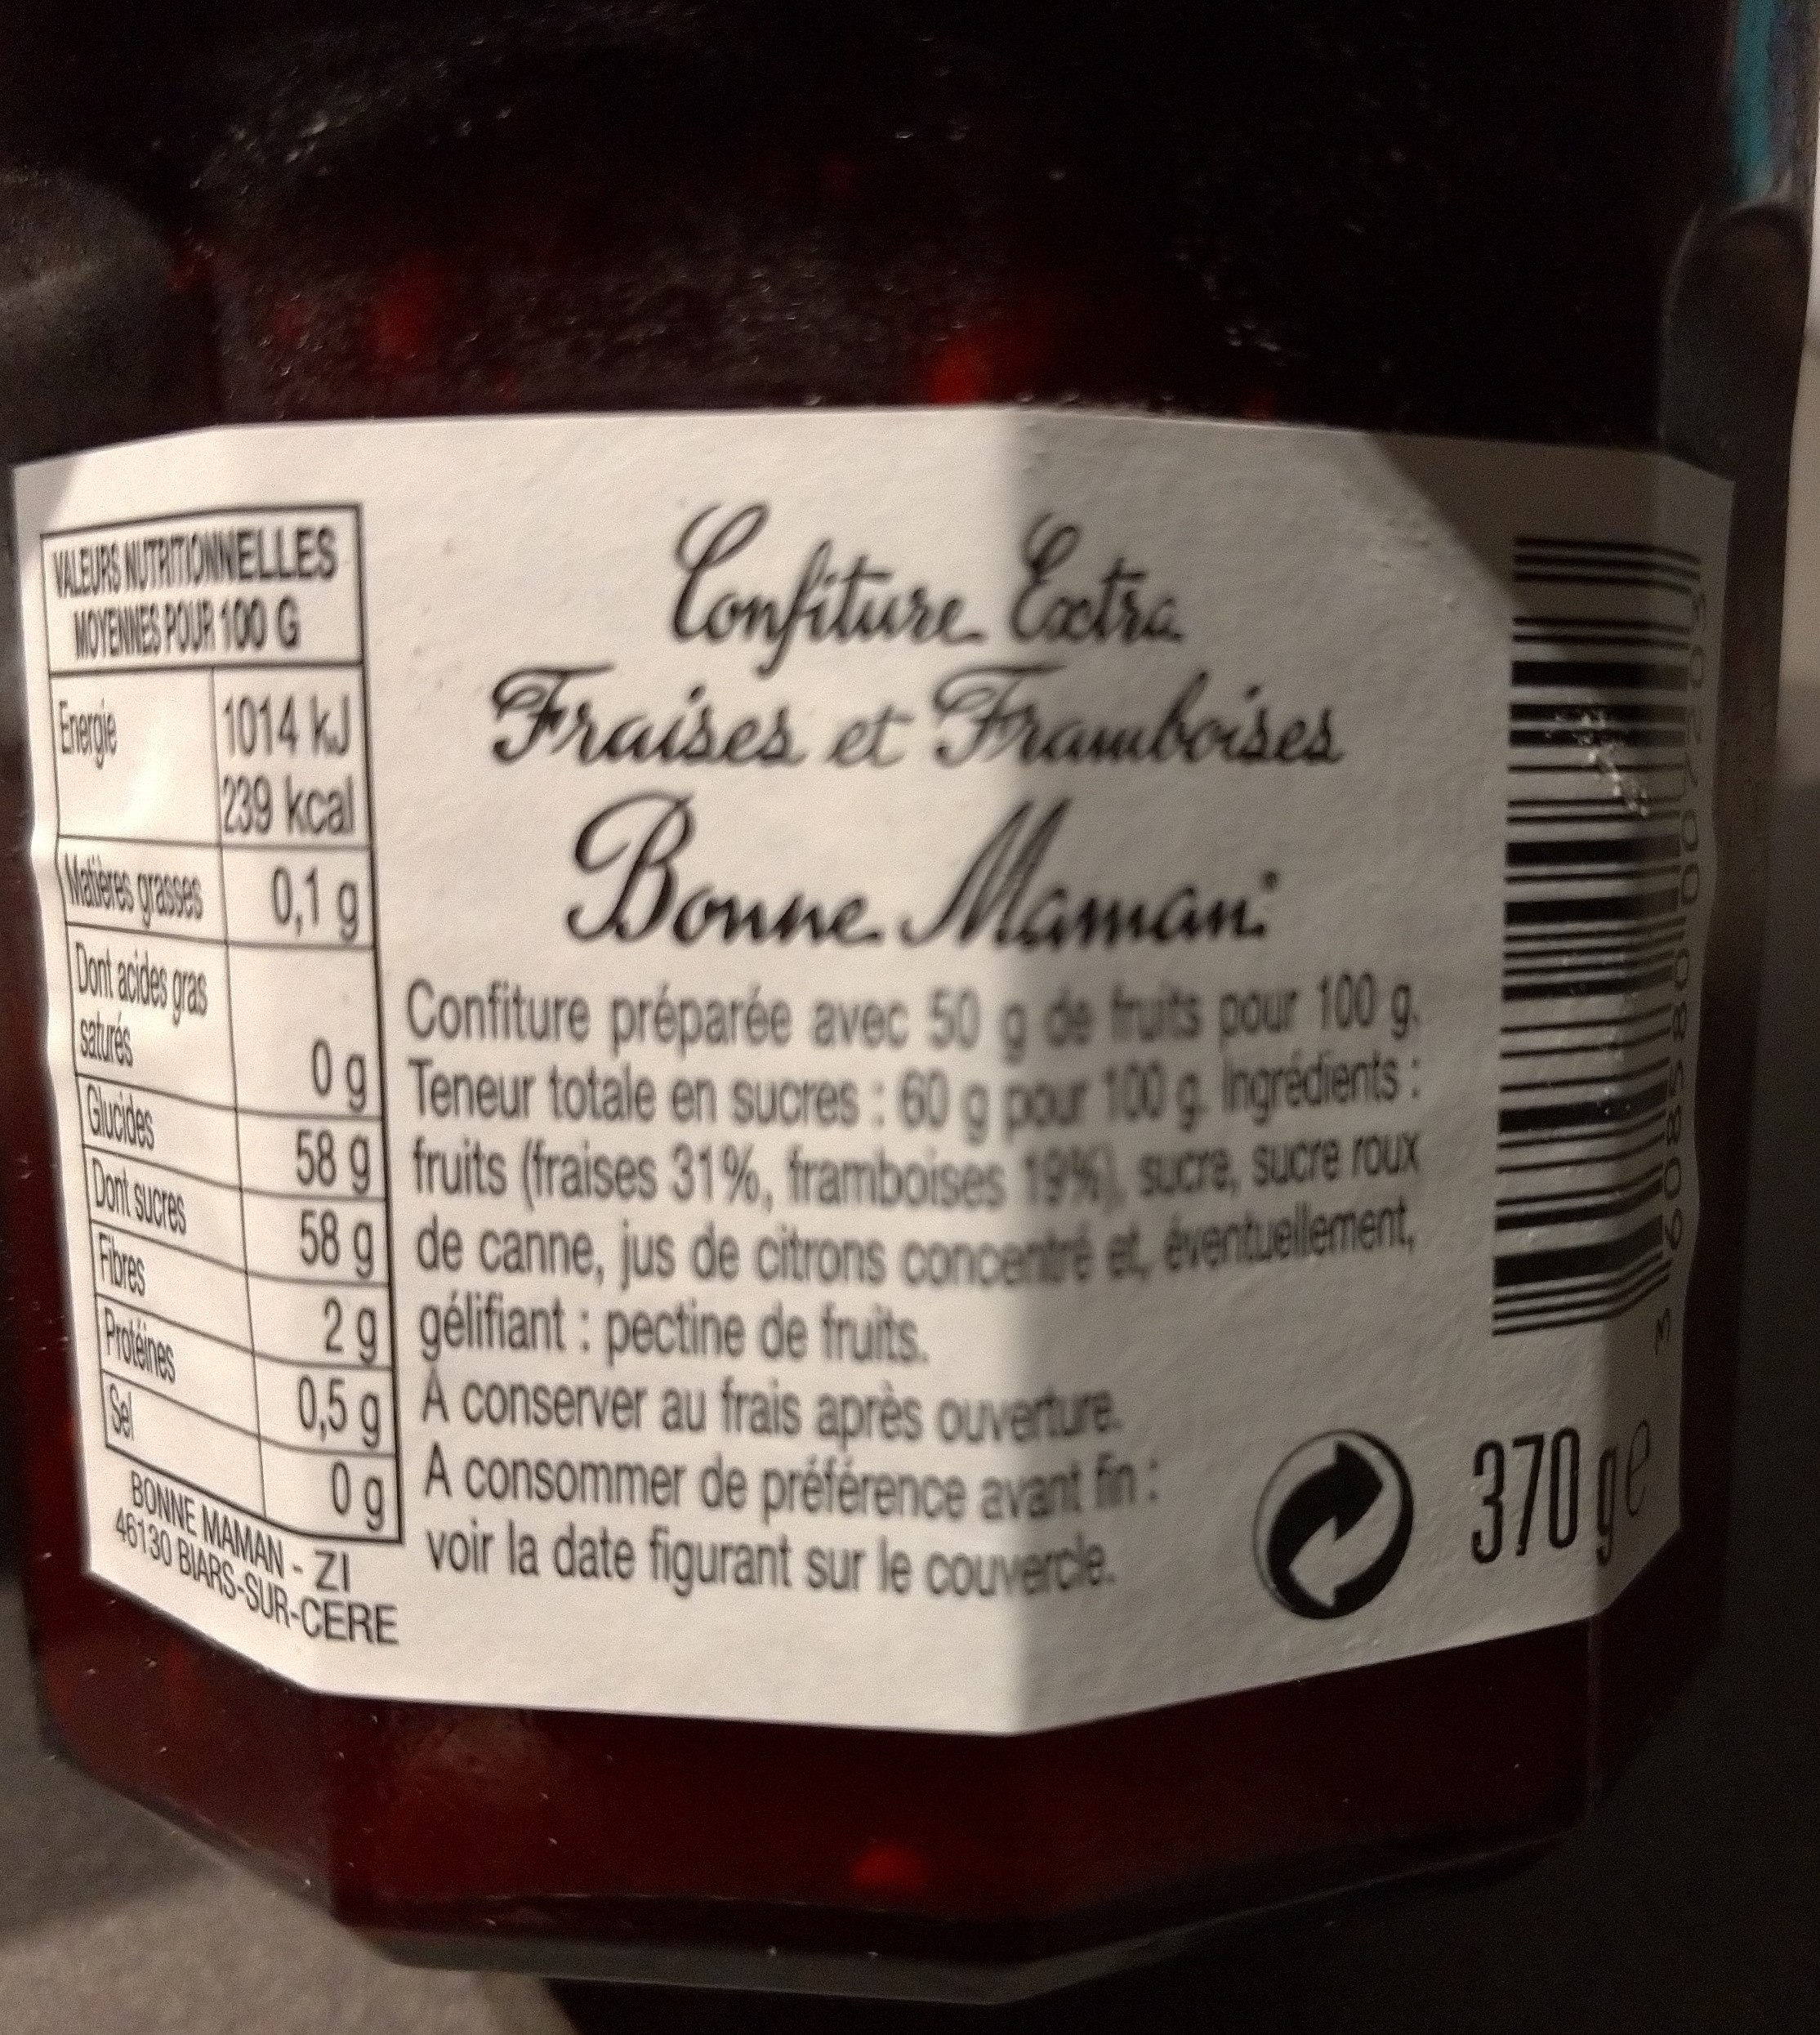 VALEURS NUTRITIONNELLES
MOYENNES POUR 100 G
Energie 1014 kJ
239 kcal
Matières grasses 0,1 g
Dont acides gras
saturés 0 g
Glucides 58 g
Dont sucres 58 g
Fibres 2 g
Protéines 0,5 g
Sel 0 g
BONNE MAMAN - ZI
46130 BIARS-SUR-CERE
Confiture Extra
Fraises et Framboises
Bonne Maman
Confiture préparée avec 50 g de fruits pour 100 g.
Teneur totale en sucres : 60 g pour 100 g. Ingrédients :
fruits (fraises 31%, framboises 19%), sucre, sucre roux
de canne, jus de citrons concentré et, éventuellement,
gélifiant : pectine de fruits.
À conserver au frais après ouverture.
A consommer de préférence avant fin :
voir la date figurant sur le couvercle.
370 g e